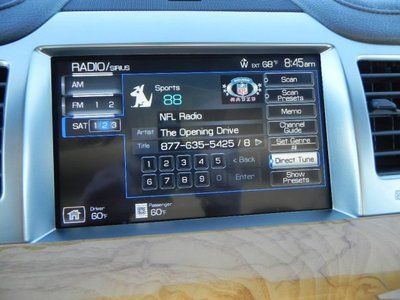 RADIO/SIRIUS W EXT 68°F 8:45am
AM
FM 1 2
SAT 1 2 3
Sports
88
NFL Radio
Artist The Opening Drive
Title 877-635-5425 / 8
1 2 3 4 5 < Back
6 7 8 9 0 Enter
Scan
Scan Presets
Memo
Channel Guide
Set Genre
All
Direct Tune
Show Presets
RADIO
Driver 60°F
Passenger 60°F